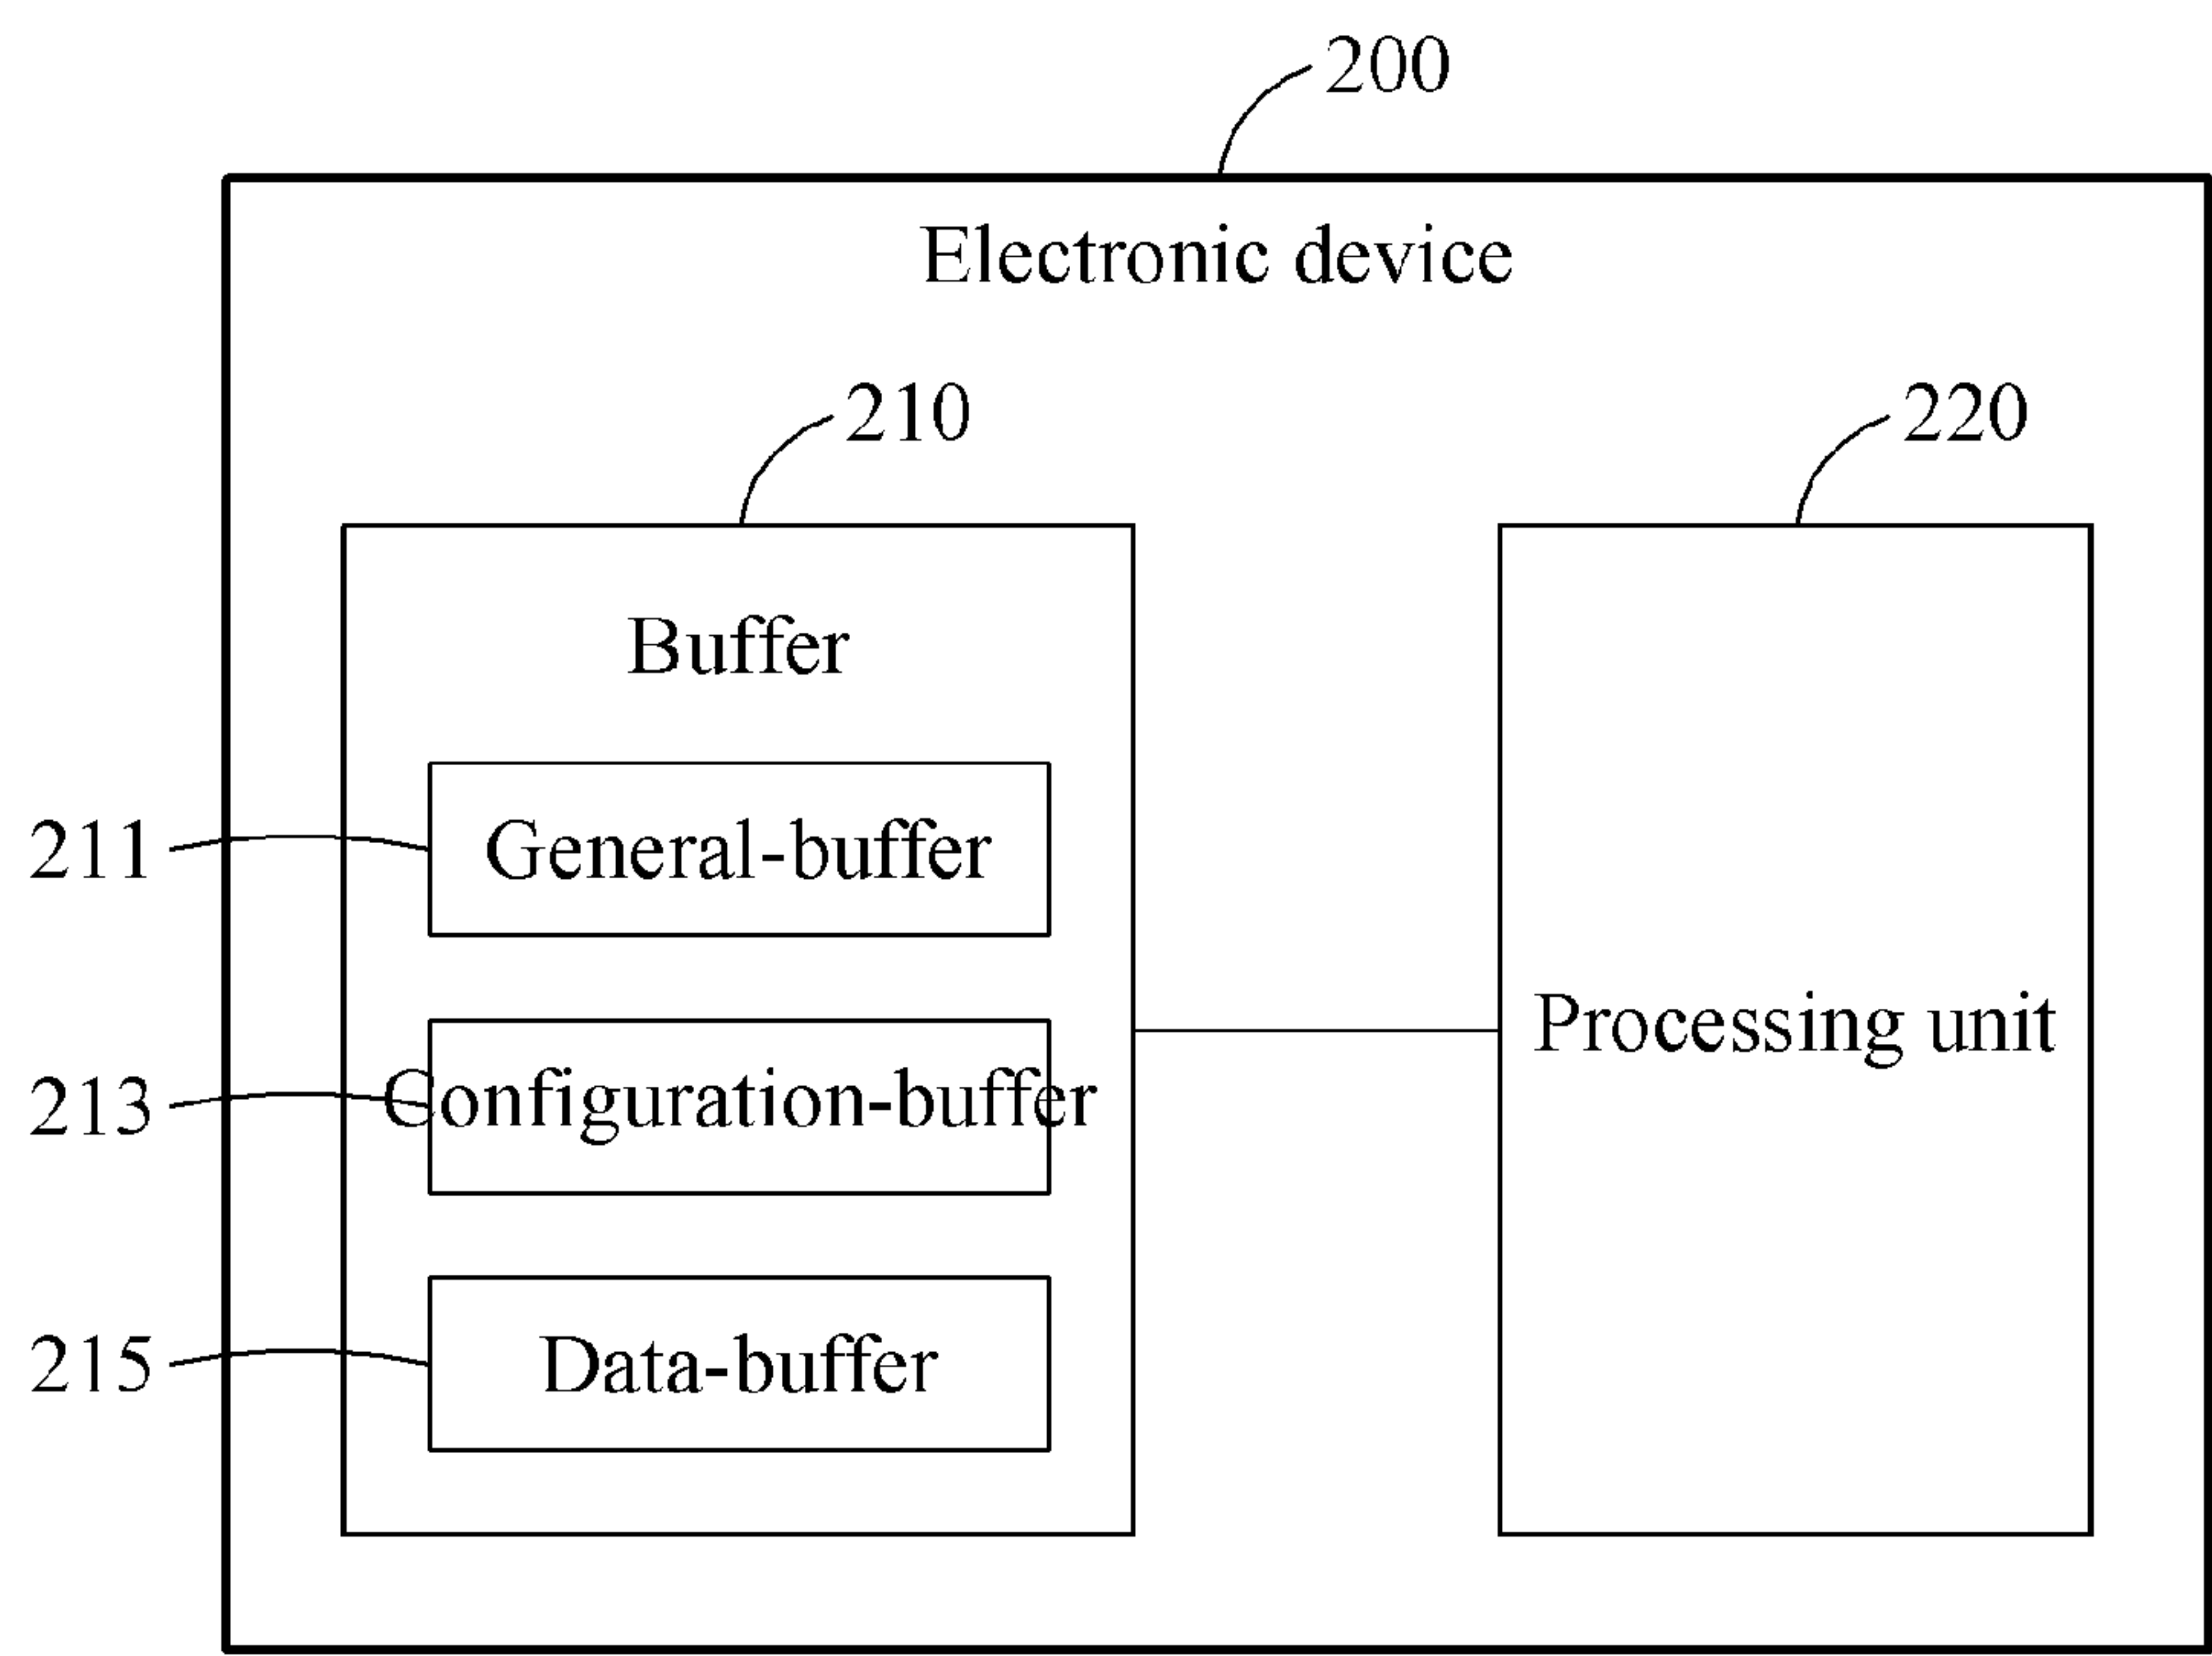 200
Electronic device
210
220
Buffer
211
General-buffer
Processing unit
213
Configuration-buffer
215
Data-buffer